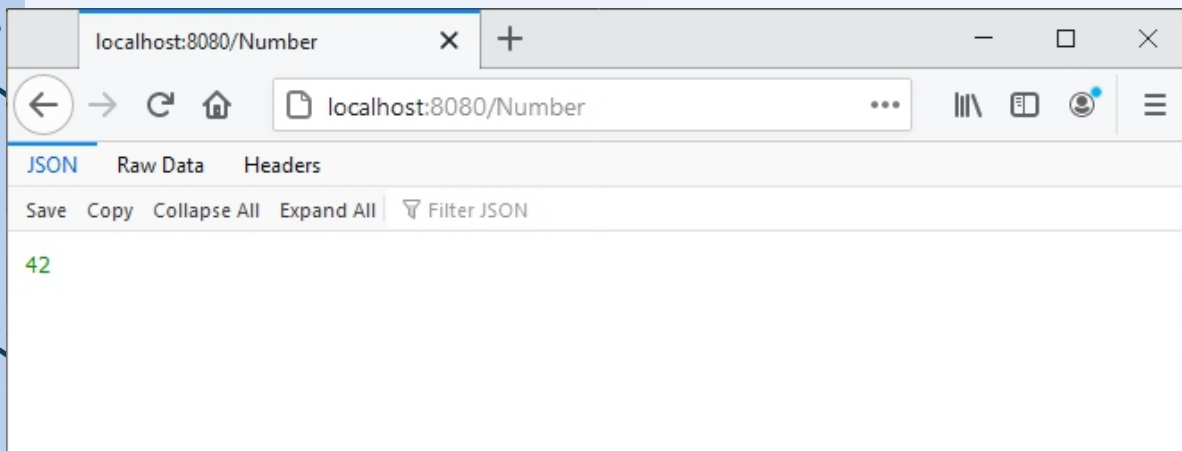 localhost:8080/Number
localhost:8080/Number
JSON Raw Data Headers
Save Copy Collapse All Expand All Filter JSON
42